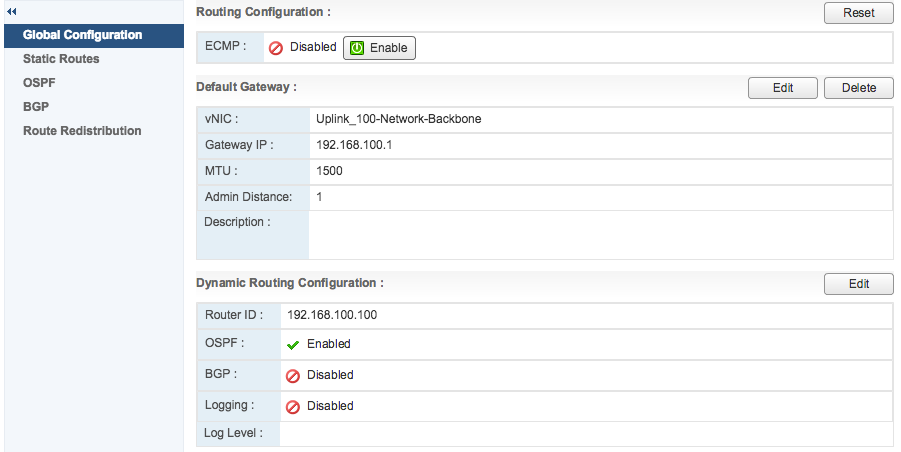 Global Configuration
Static Routes
OSPF
BGP
Route Redistribution
Routing Configuration :
Reset
ECMP : Disabled Enable
Default Gateway :
Edit Delete
vNIC : Uplink_100-Network-Backbone
Gateway IP : 192.168.100.1
MTU : 1500
Admin Distance: 1
Description :
Dynamic Routing Configuration :
Edit
Router ID : 192.168.100.100
OSPF : Enabled
BGP : Disabled
Logging : Disabled
Log Level :